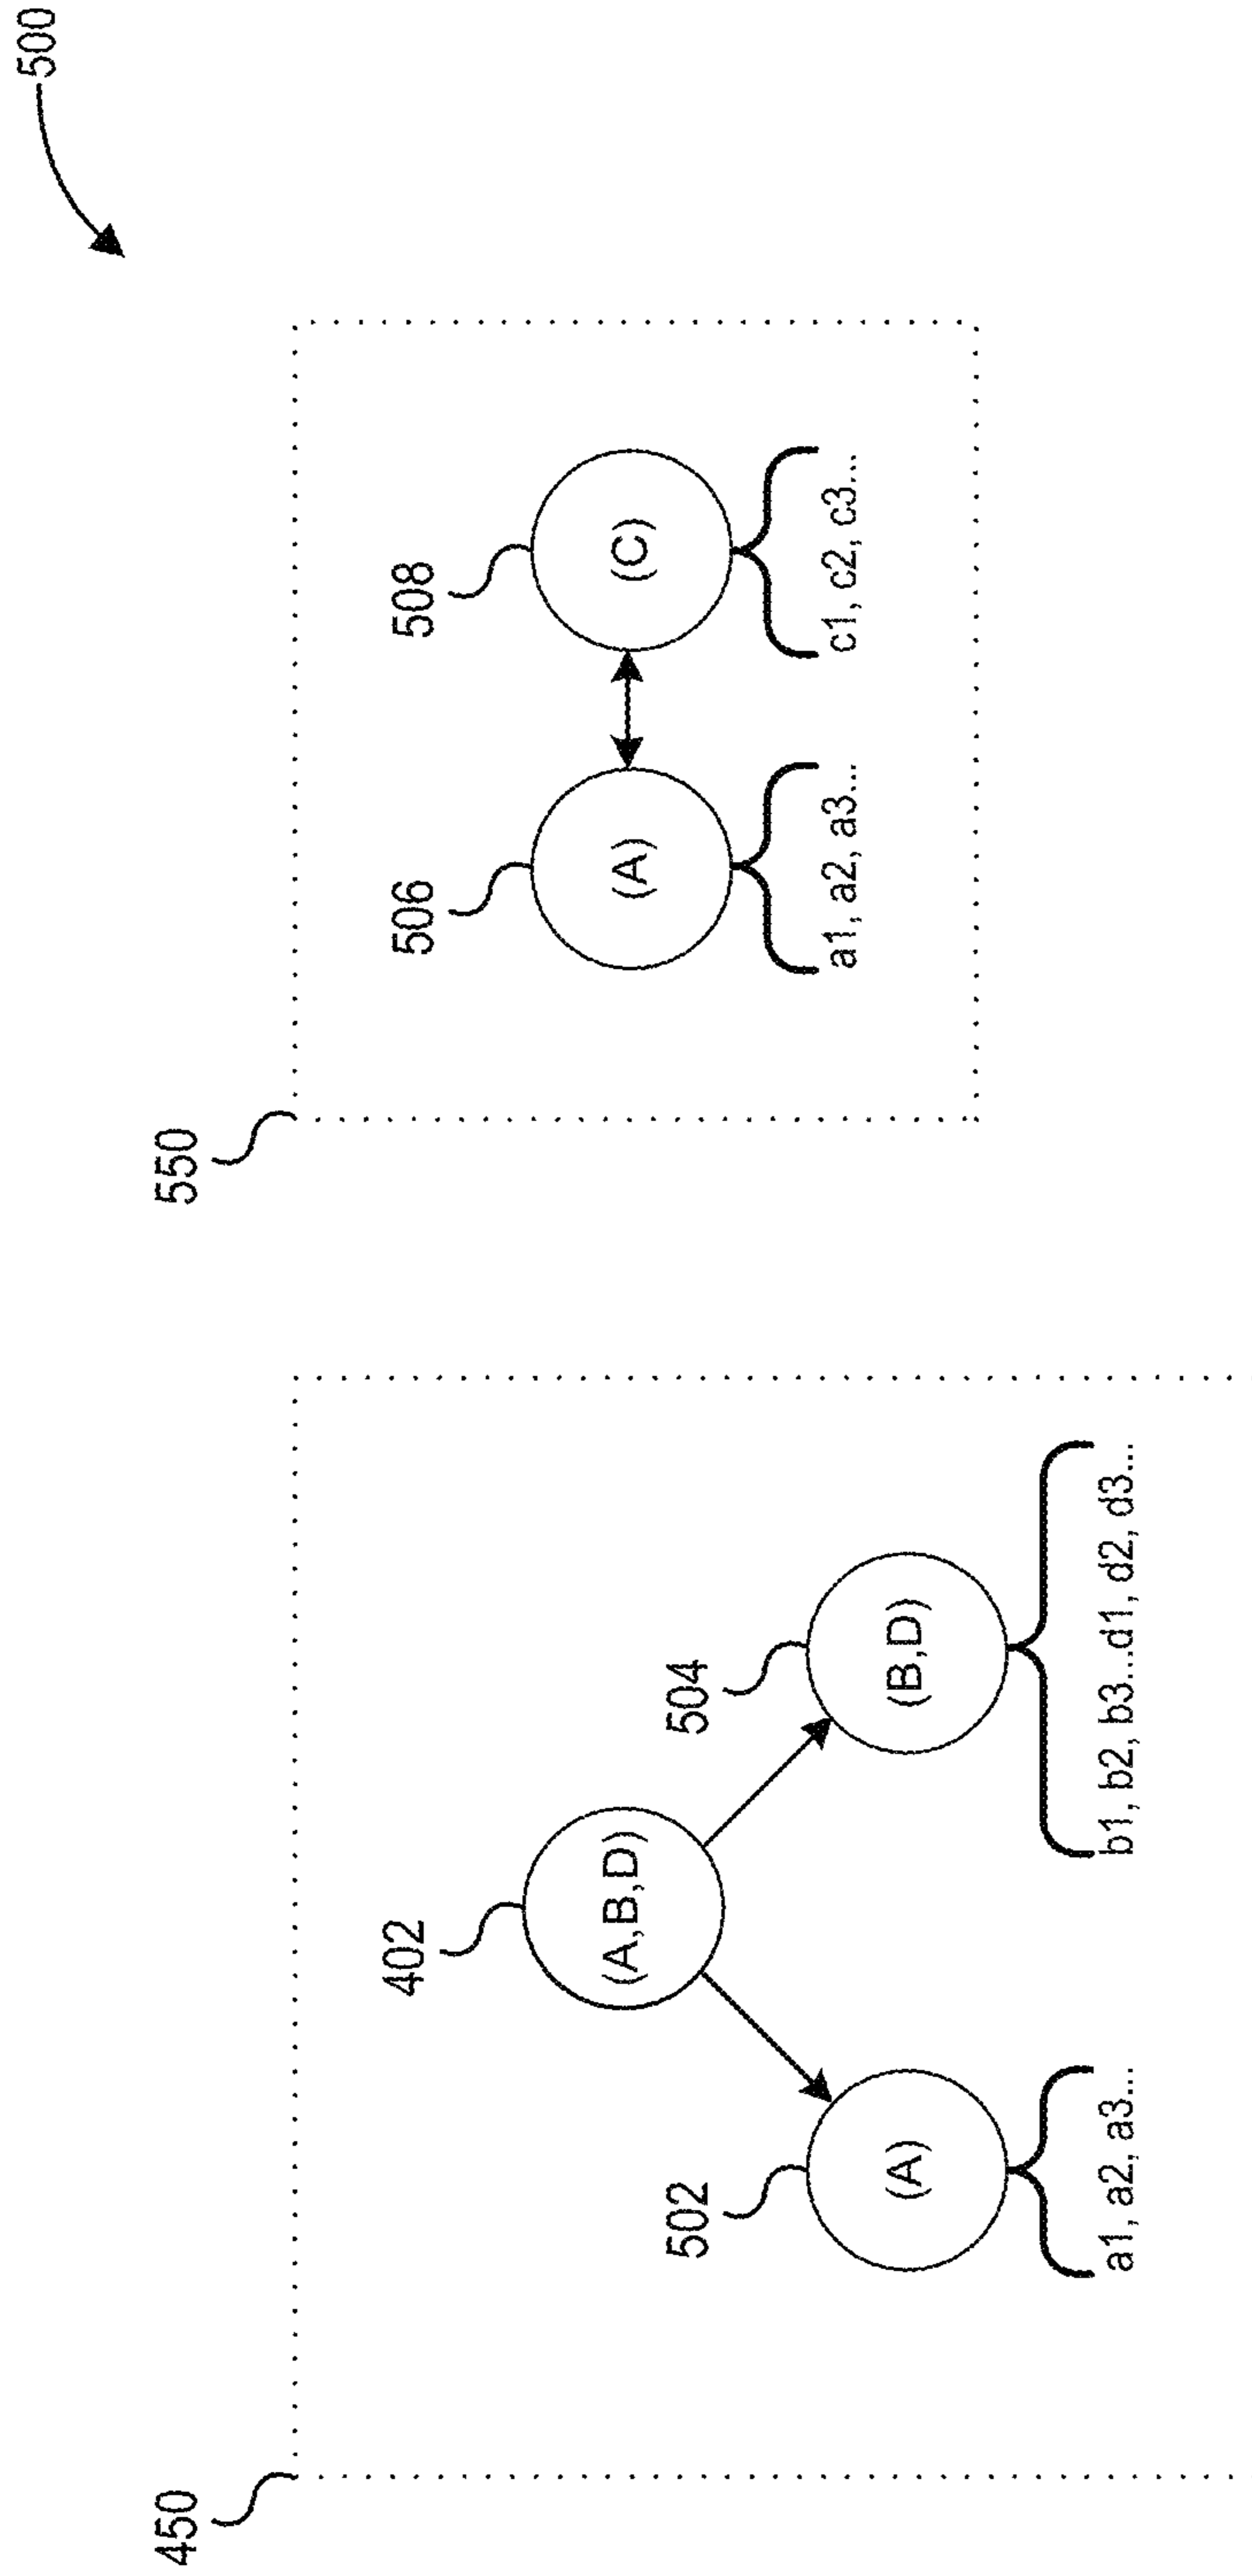 500
450
550
402
506
508
(A,B,D)
(A)
(C)
502
504
a1, a2, a3...
c1, c2, c3...
(A)
(B,D)
a1, a2, a3...
b1, b2, b3...d1, d2, d3...